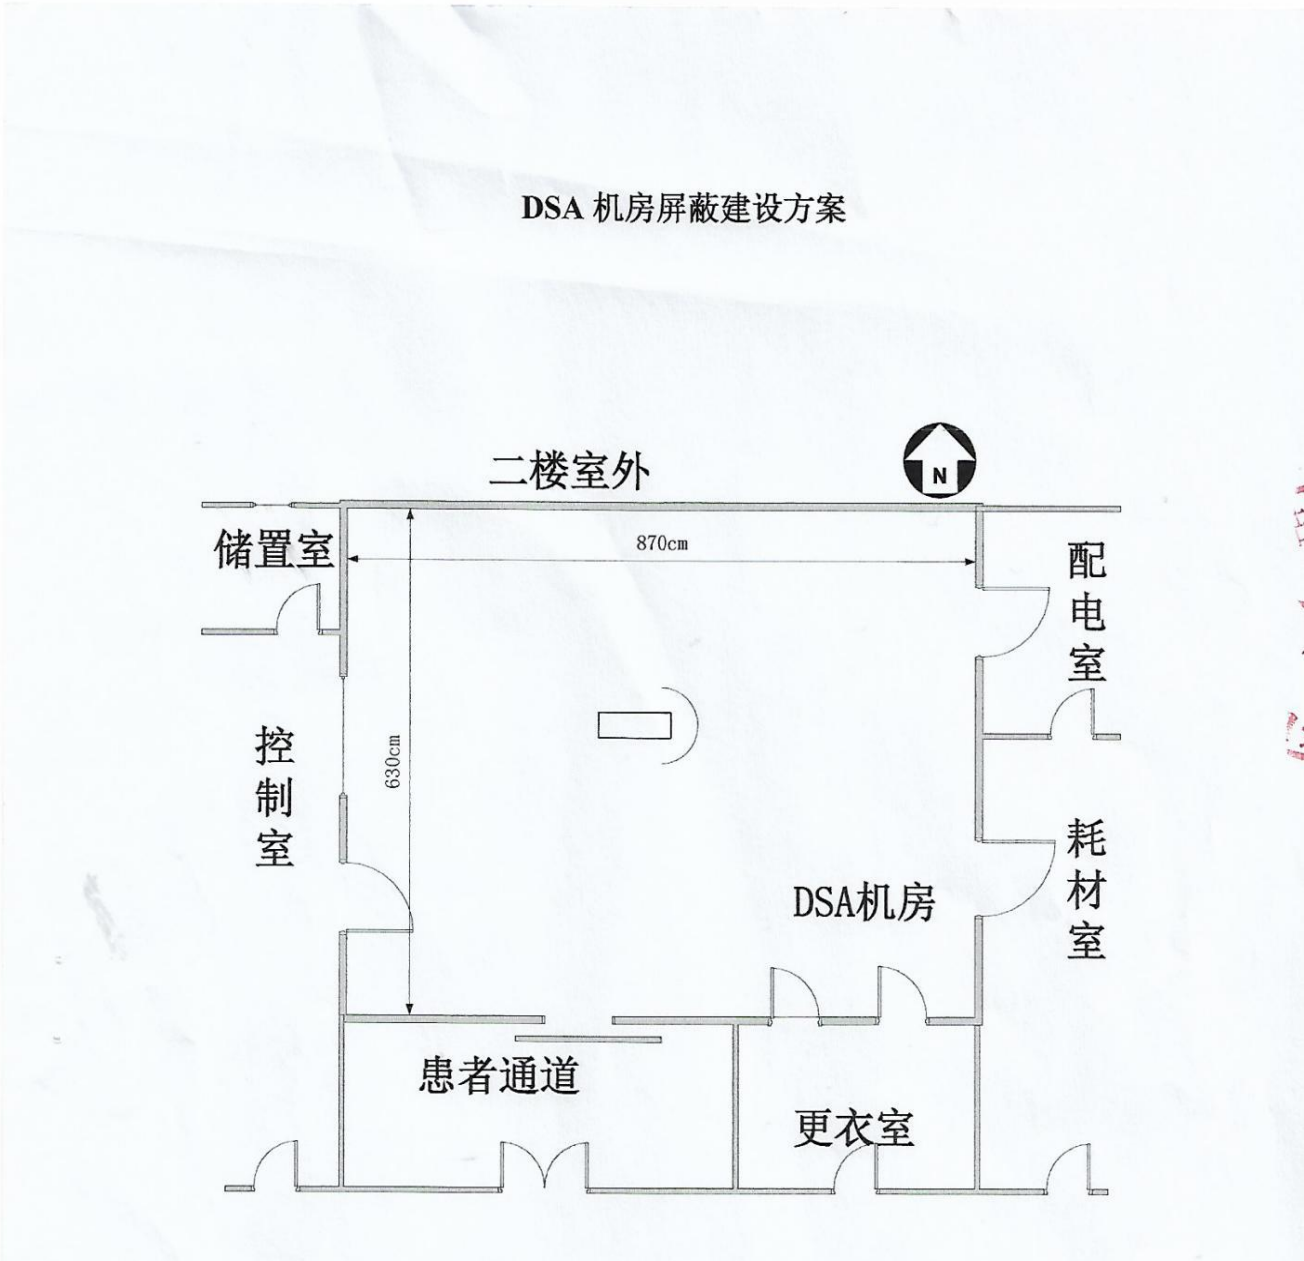 DSA 机房屏蔽建设方案
二楼室外
N
储置室
870cm
配电室
控制室
630cm
耗材室
DSA机房
患者通道
更衣室